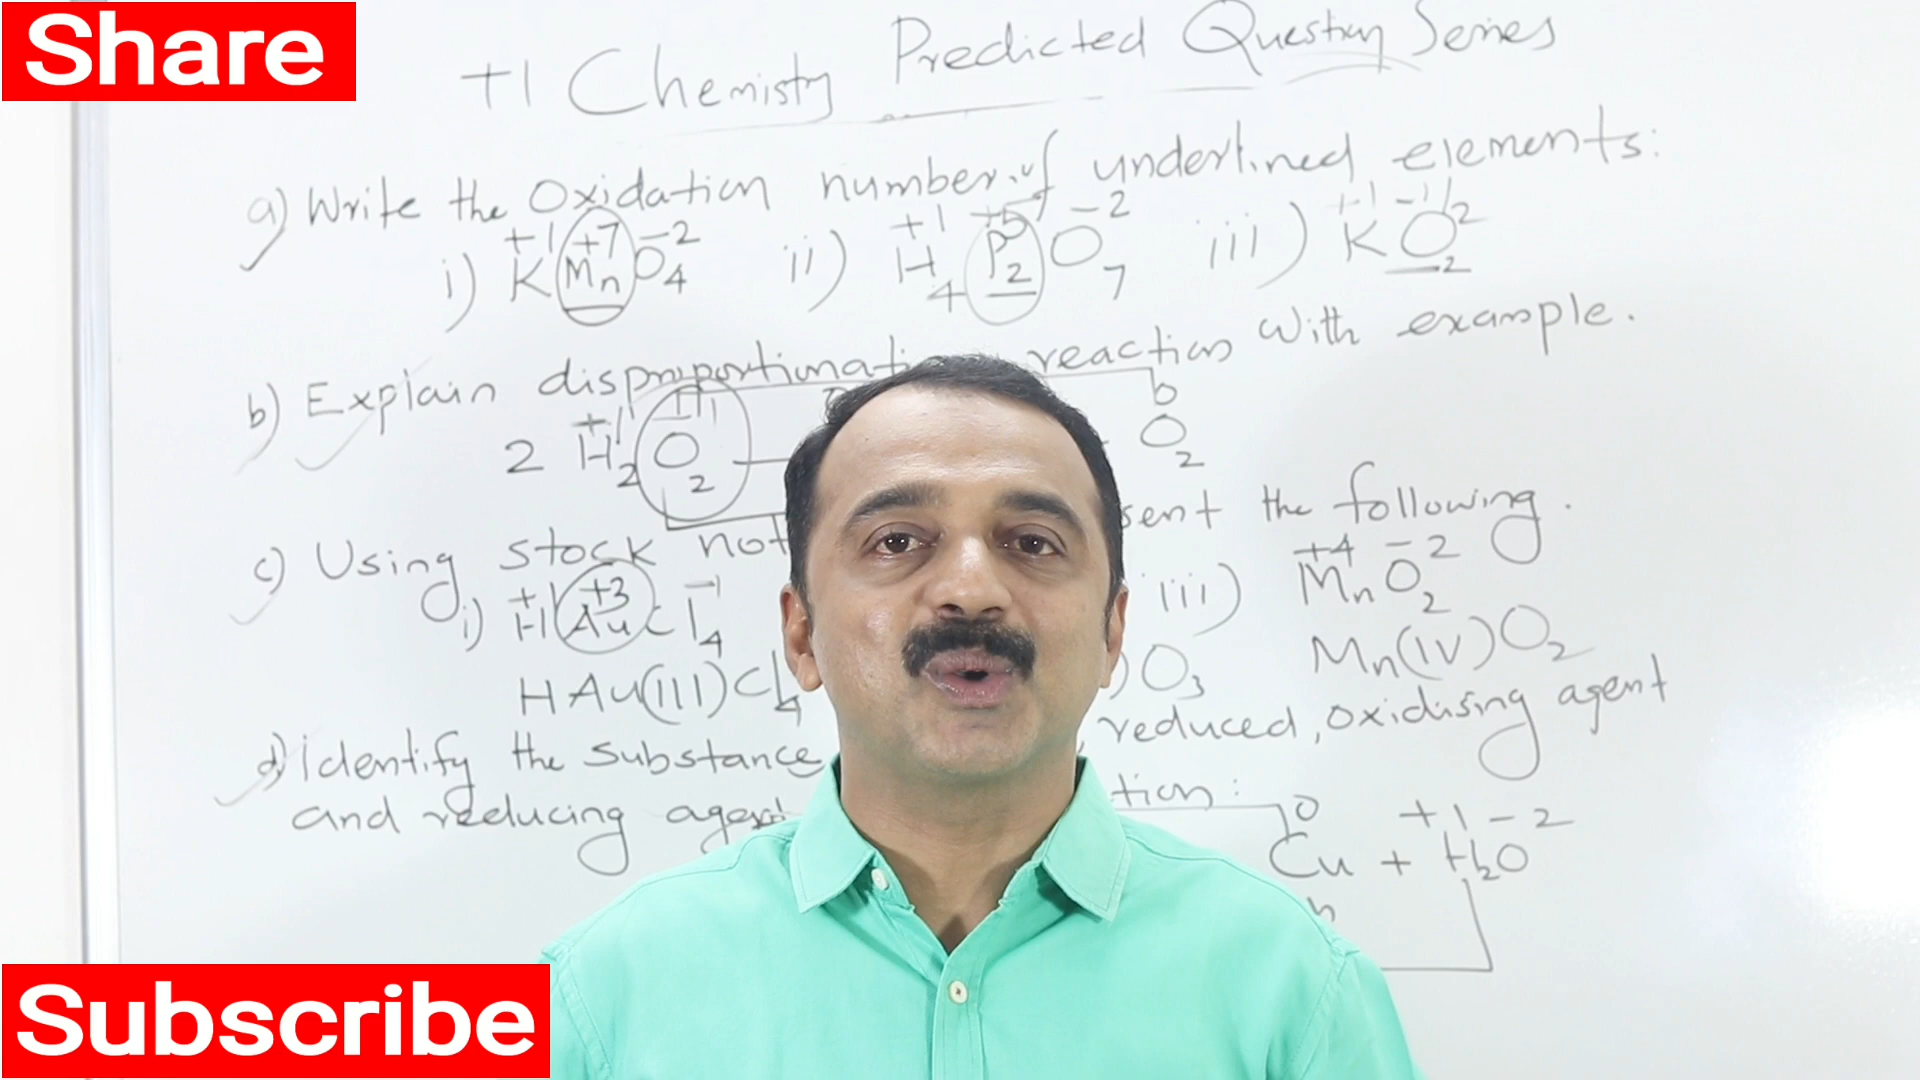 Share
+1 Chemistry Predicted Question Series
a) Write the Oxidation number of underlined elements:
+1 +7 -2 +1 +5 -2 +1 -1/2
i) KMnO4 ii) H4P2O7 iii) KO2
b) Explain disproportionation reaction with example.
+1 -1 0
2 H2O2 O2
c) Using stock the following.
+1 +3 -1 +4 -2
i) HAuCl4 iii) MnO2
HAu(III)Cl4 )O3 Mn(IV)O2
d) Identify the substance reduced, oxidising agent
and reducing agent
0 +1 -2
Cu + H2O
Subscribe